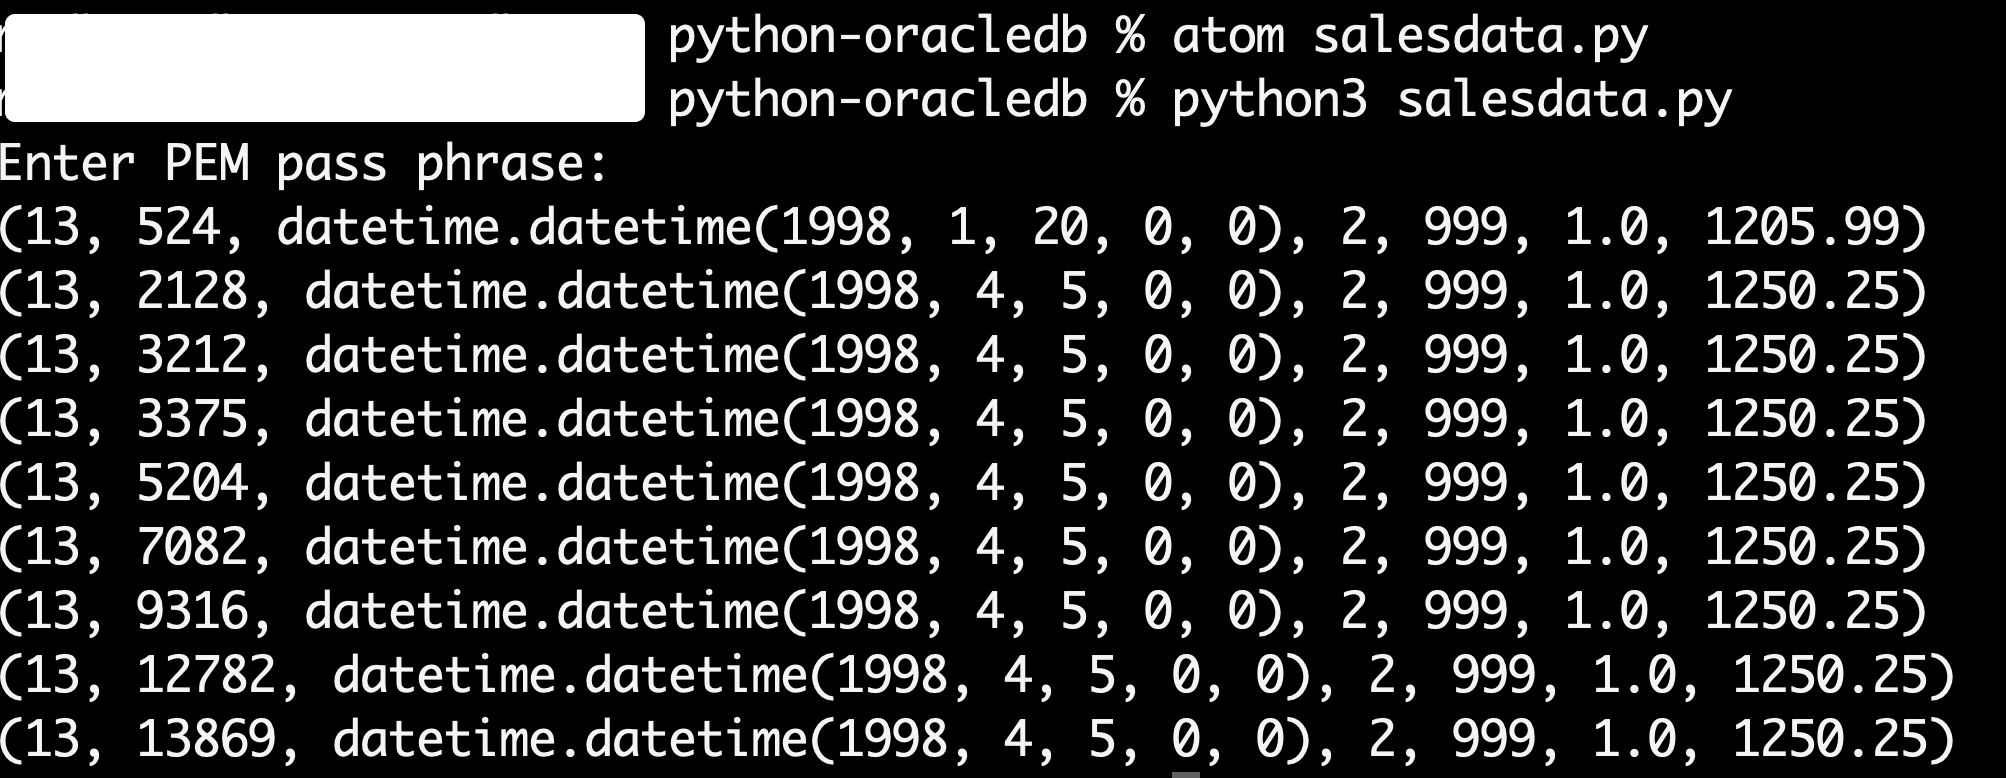 python-oracledb % atom salesdata.py
python-oracledb % python3 salesdata.py
Enter PEM pass phrase:
(13, 524, datetime.datetime(1998, 1, 20, 0, 0), 2, 999, 1.0, 1205.99)
(13, 2128, datetime.datetime(1998, 4, 5, 0, 0), 2, 999, 1.0, 1250.25)
(13, 3212, datetime.datetime(1998, 4, 5, 0, 0), 2, 999, 1.0, 1250.25)
(13, 3375, datetime.datetime(1998, 4, 5, 0, 0), 2, 999, 1.0, 1250.25)
(13, 5204, datetime.datetime(1998, 4, 5, 0, 0), 2, 999, 1.0, 1250.25)
(13, 7082, datetime.datetime(1998, 4, 5, 0, 0), 2, 999, 1.0, 1250.25)
(13, 9316, datetime.datetime(1998, 4, 5, 0, 0), 2, 999, 1.0, 1250.25)
(13, 12782, datetime.datetime(1998, 4, 5, 0, 0), 2, 999, 1.0, 1250.25)
(13, 13869, datetime.datetime(1998, 4, 5, 0, 0), 2, 999, 1.0, 1250.25)